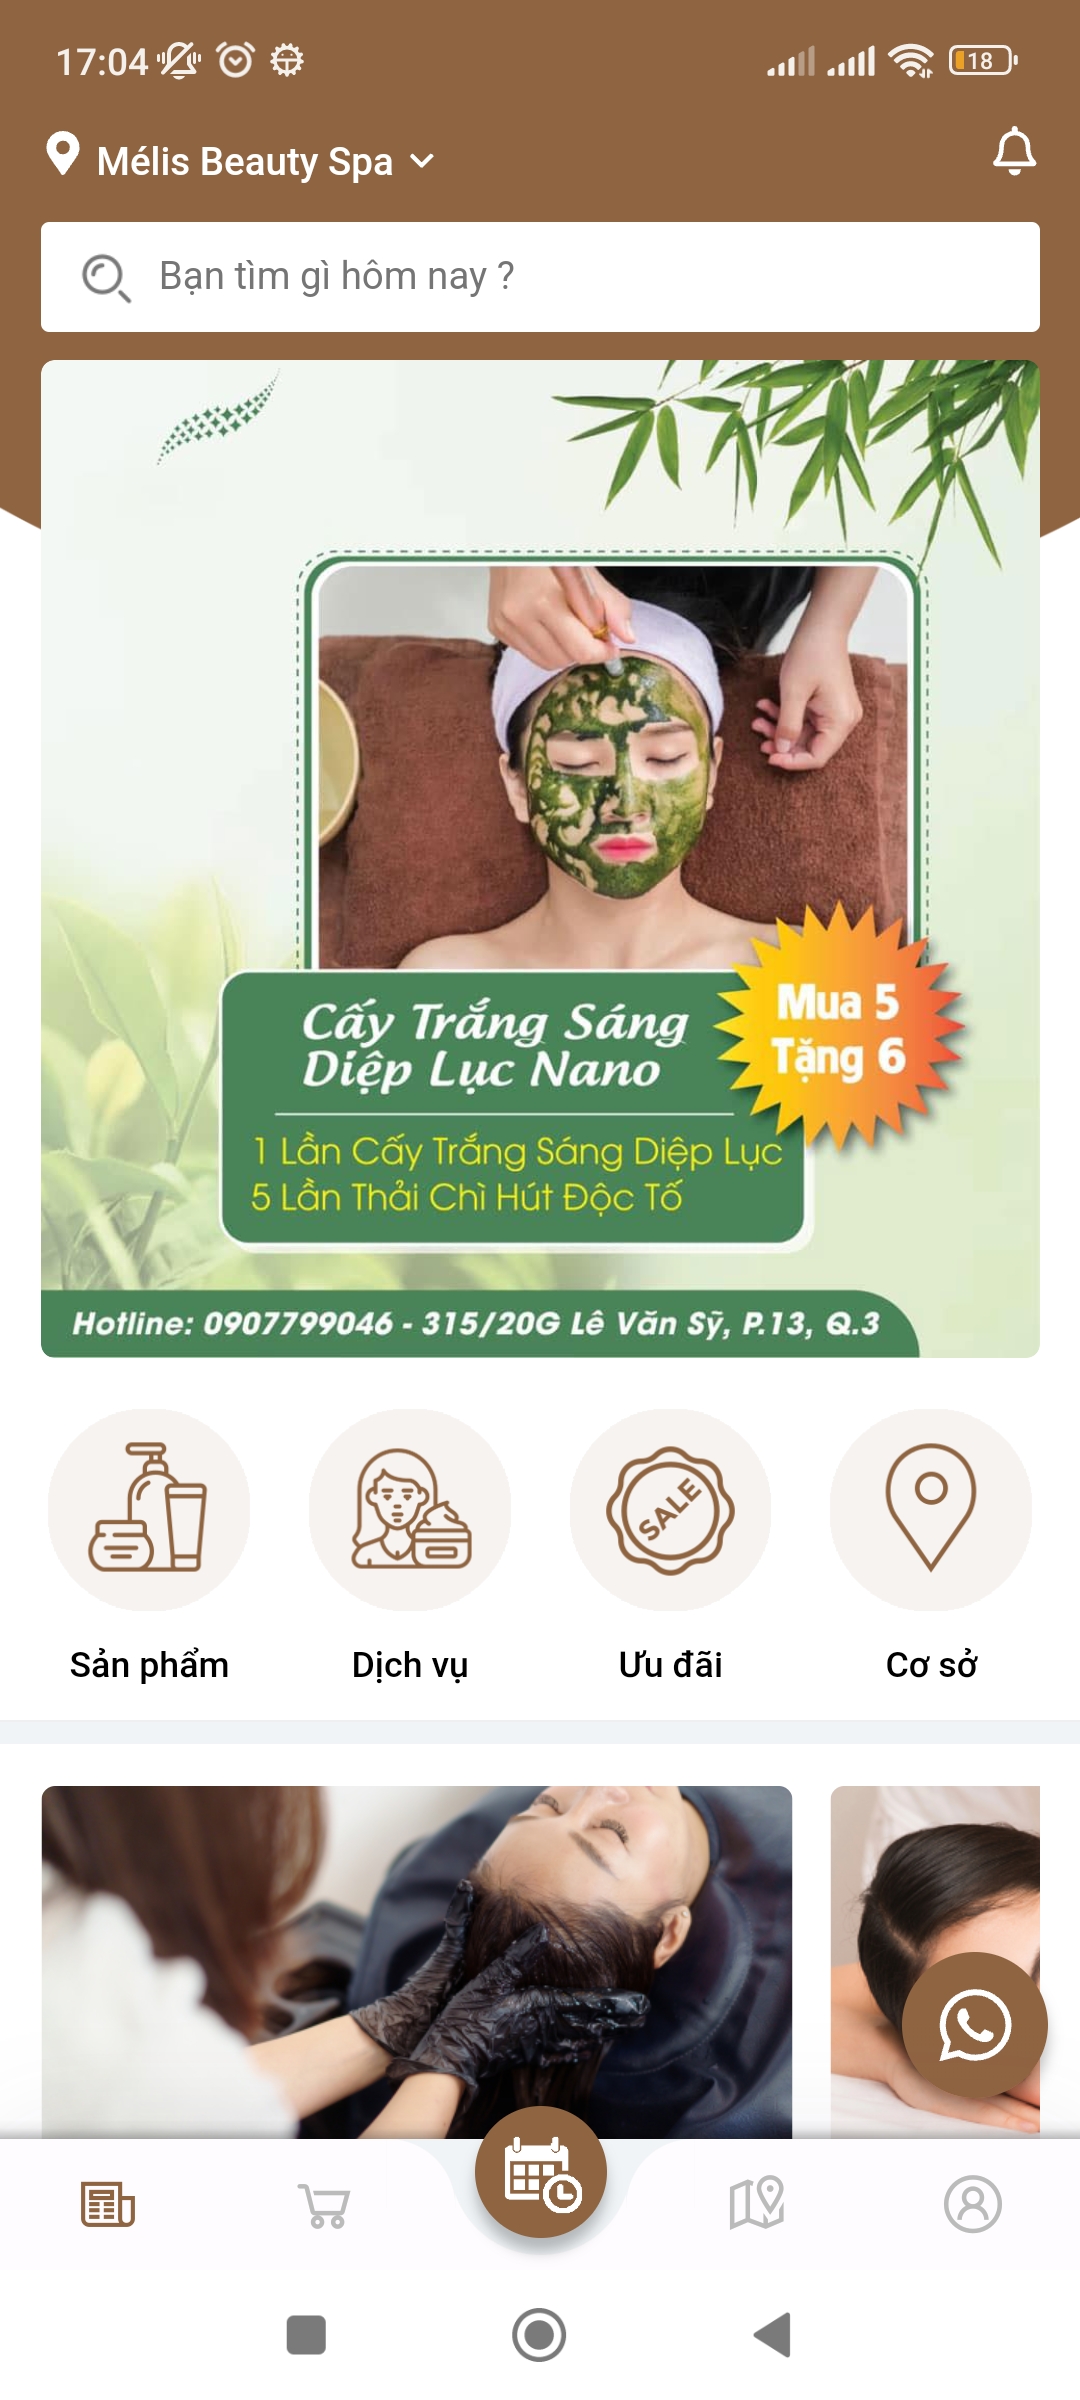 17:04
18
Mélis Beauty Spa
Bạn tìm gì hôm nay ?
Cấy Trắng Sáng
Diệp Lục Nano
Mua 5
Tặng 6
1 Lần Cấy Trắng Sáng Diệp Lục
5 Lần Thải Chì Hút Độc Tố
Hotline: 0907799046 - 315/20G Lê Văn Sỹ, P.13, Q.3
SALE
Sản phẩm
Dịch vụ
Ưu đãi
Cơ sở